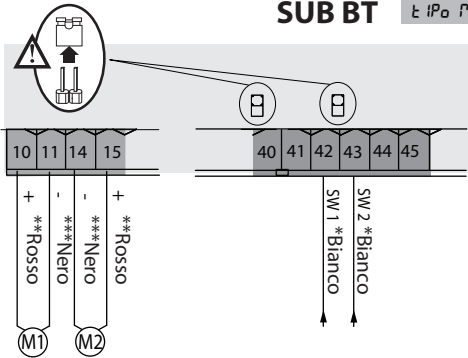 SUB BT
10 11 14 15
40 41 42 43 44 45
+ - - +
**Rosso
***Nero
***Nero
**Rosso
SW 1 *Bianco
SW 2 *Bianco
M1 M2